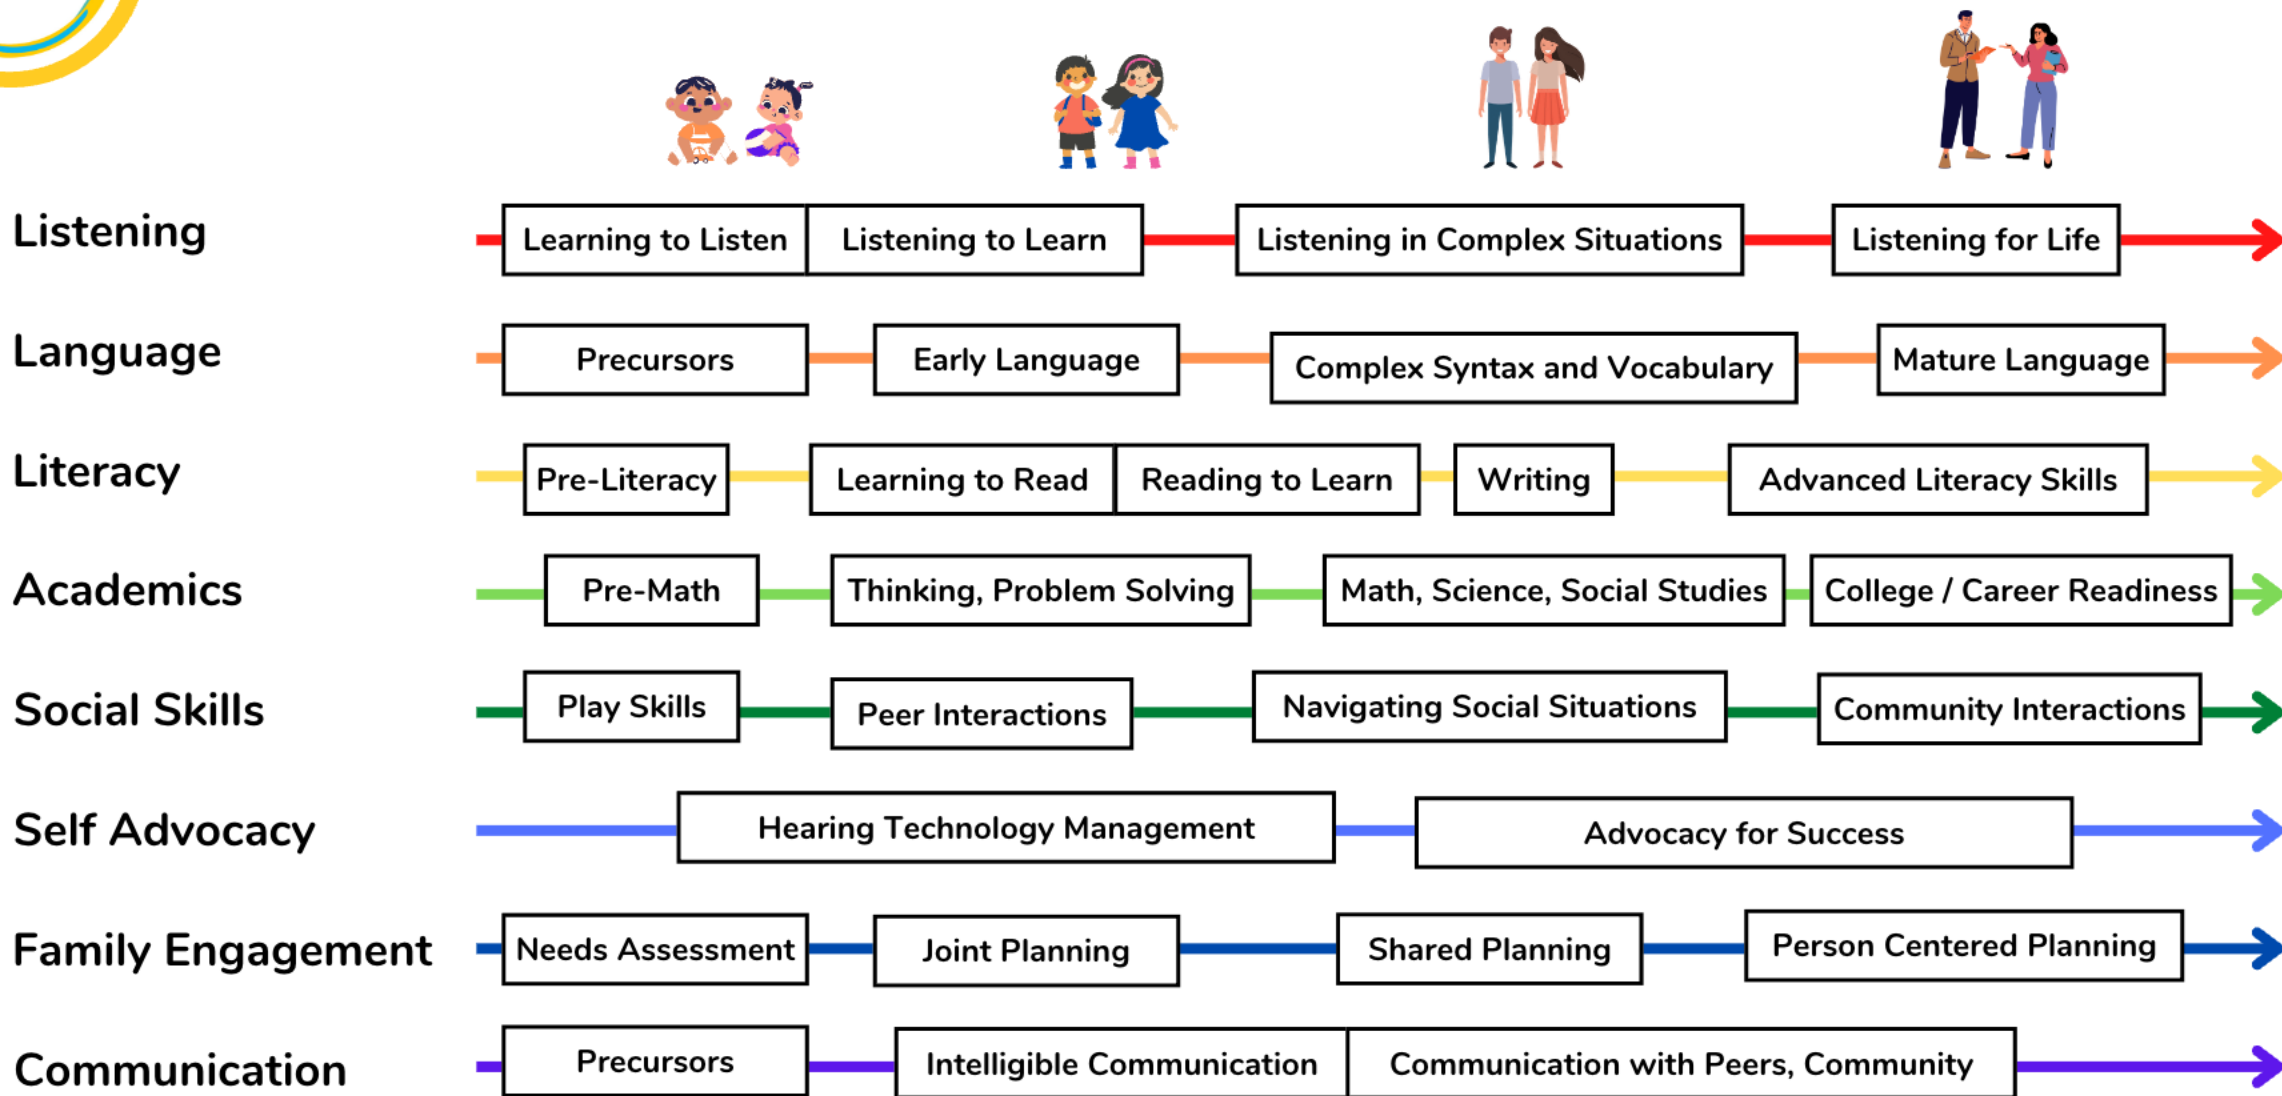 Listening
Learning to Listen
Listening to Learn
Listening in Complex Situations
Listening for Life
Language
Precursors
Early Language
Complex Syntax and Vocabulary
Mature Language
Literacy
Pre-Literacy
Learning to Read
Reading to Learn
Writing
Advanced Literacy Skills
Academics
Pre-Math
Thinking, Problem Solving
Math, Science, Social Studies
College / Career Readiness
Social Skills
Play Skills
Peer Interactions
Navigating Social Situations
Community Interactions
Self Advocacy
Hearing Technology Management
Advocacy for Success
Family Engagement
Needs Assessment
Joint Planning
Shared Planning
Person Centered Planning
Communication
Precursors
Intelligible Communication
Communication with Peers, Community